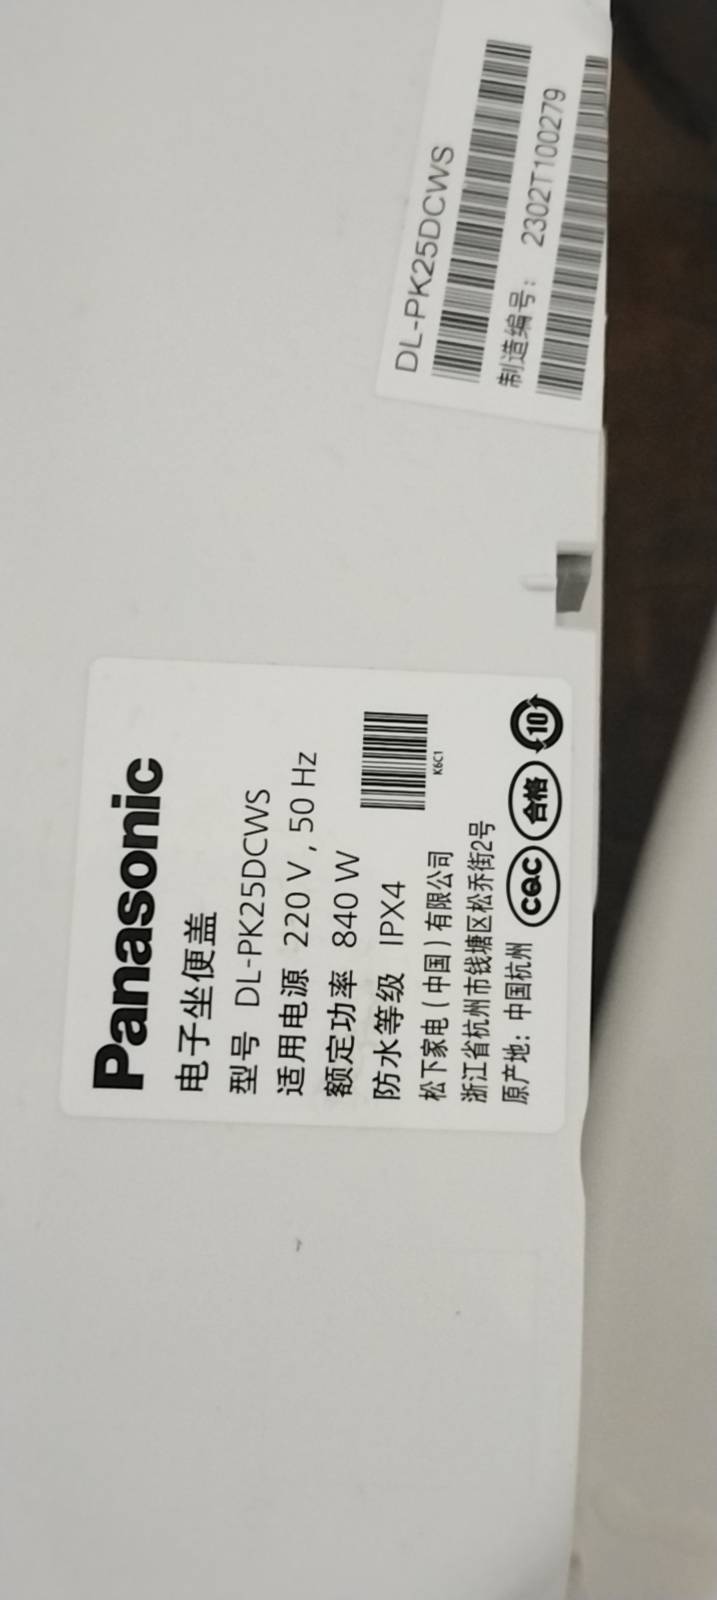 Panasonic
电子坐便盖
型号 DL-PK25DCWS
适用电源 220 V , 50 Hz
额定功率 840 W
防水等级 IPX4
K6C1
松下家电(中国)有限公司
浙江省杭州市钱塘区松乔街2号
原产地: 中国杭州
CQC
合格
10
DL-PK25DCWS
制造编号: 2302T100279